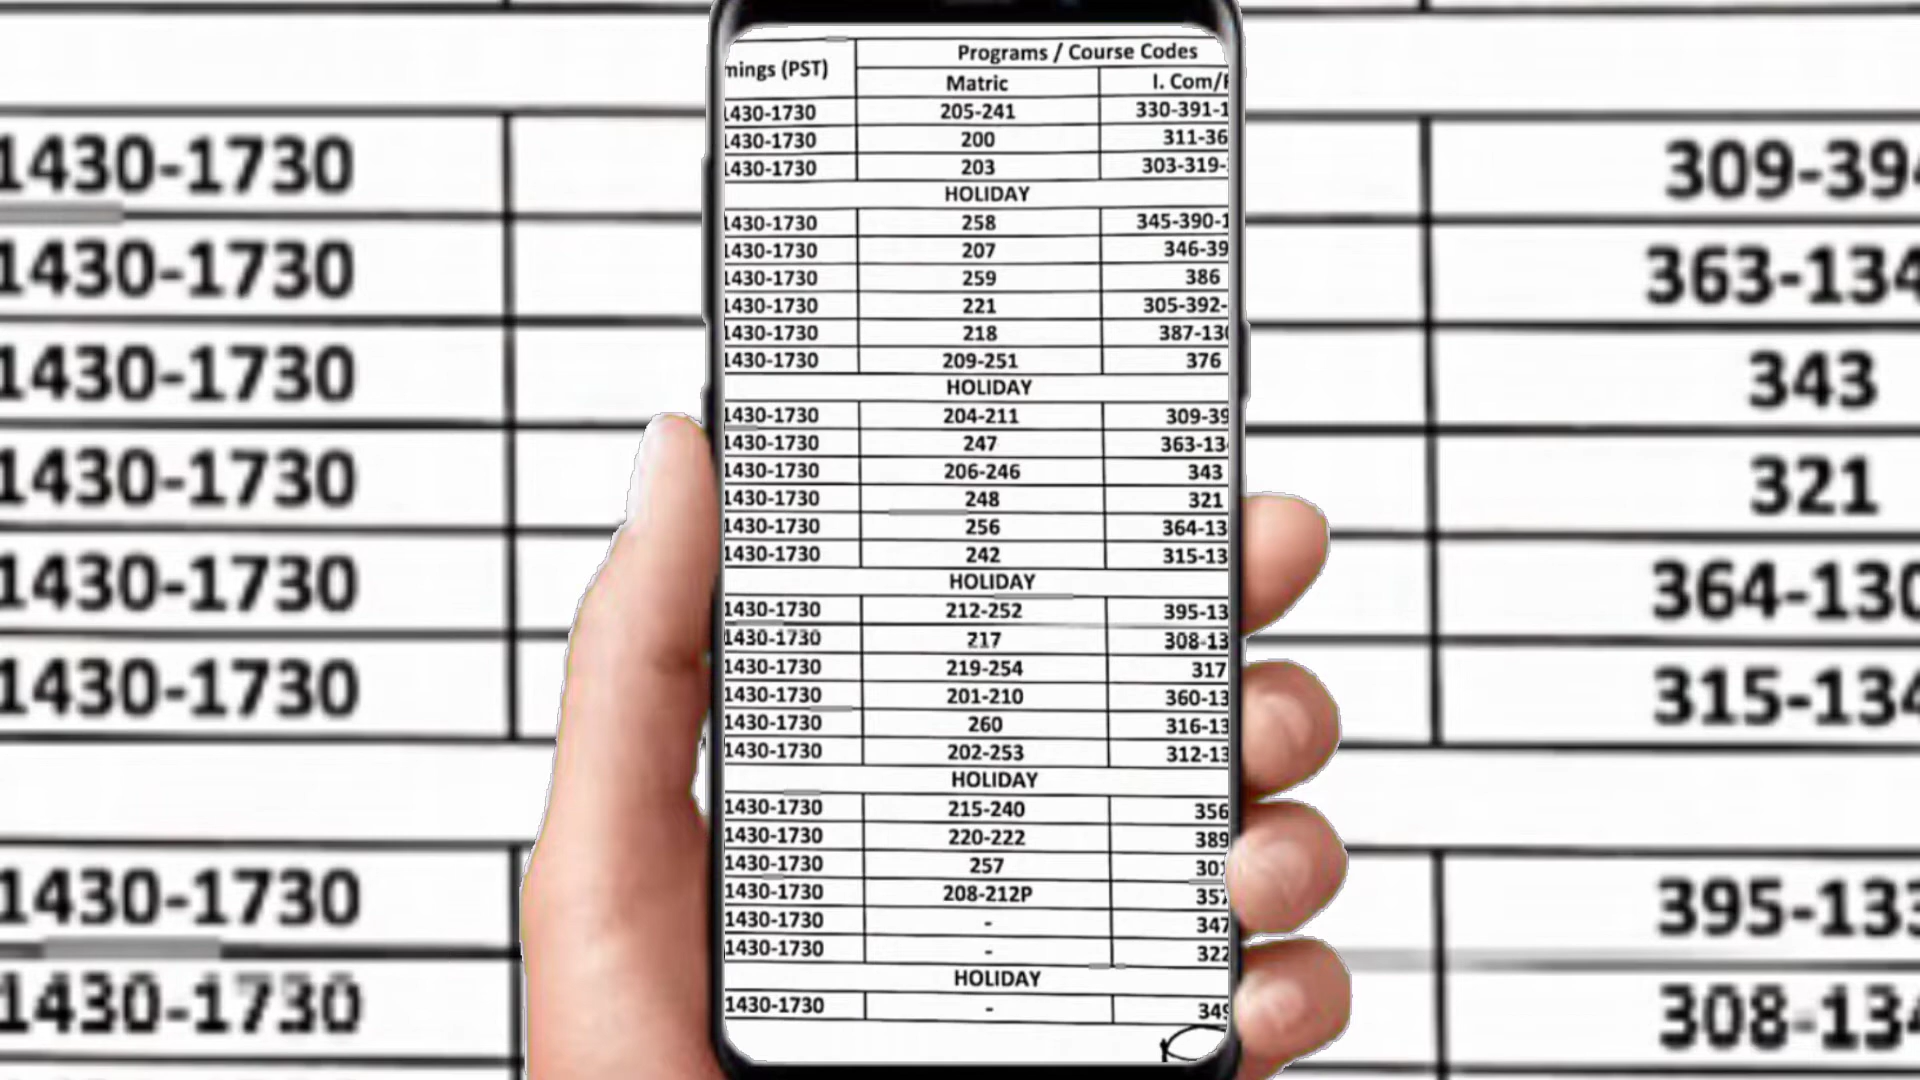 Programs / Course Codes
mings (PST)
Matric I. Com/F
1430-1730 205-241 330-391-1
1430-1730 200 311-36
1430-1730 203 303-319-
HOLIDAY
1430-1730 258 345-390-1
1430-1730 207 346-39
1430-1730 259 386
1430-1730 221 305-392-
1430-1730 218 387-130
1430-1730 209-251 376
HOLIDAY
1430-1730 204-211 309-39
1430-1730 247 363-13
1430-1730 206-246 343
1430-1730 248 321
1430-1730 256 364-13
1430-1730 242 315-13
HOLIDAY
1430-1730 212-252 395-13
1430-1730 217 308-13
1430-1730 219-254 317
1430-1730 201-210 360-13
1430-1730 260 316-13
1430-1730 202-253 312-13
HOLIDAY
1430-1730 215-240 356
1430-1730 220-222 389
1430-1730 257 301
1430-1730 208-212P 357
1430-1730 - 347
1430-1730 - 322
HOLIDAY
1430-1730 - 349
1430-1730 309-394
1430-1730 363-134
1430-1730 343
1430-1730 321
1430-1730 364-130
1430-1730 315-134
1430-1730 395-133
1430-1730 308-134